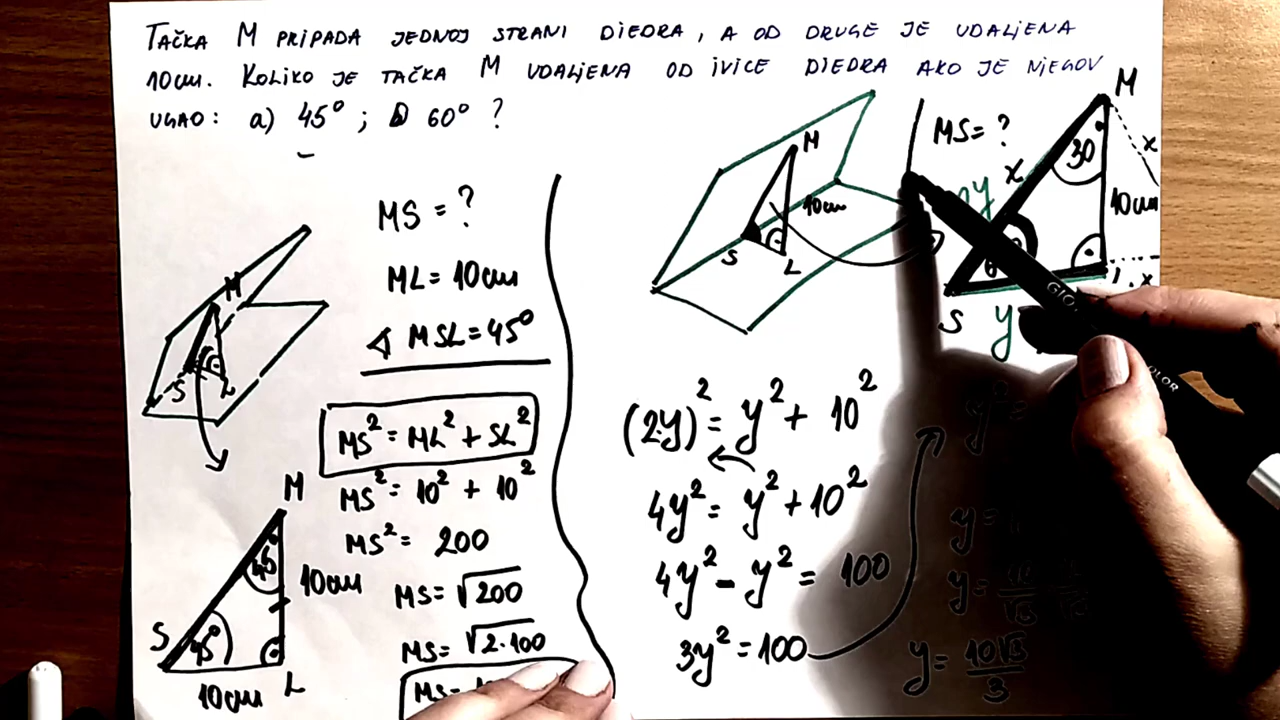 TAČKA M PRIPADA JEDNOJ STRANI DIEDRA, A OD DRUGE JE UDALJENA
10cm. KOLIKO JE TAČKA M UDALJENA OD IVICE DIEDRA AKO JE NJEGOV
UGAO: a) 45° ; b) 60° ?
MS = ?
ML = 10cm
∢ MSL = 45°
M
S
L
MS² = ML² + SL²
MS² = 10² + 10²
MS² = 200
MS = √200
MS = √2·100
MS =
M
45°
10cm
S
45°
10cm
L
M
10cm
S
L
MS = ?
M
30
x
x
10cm
S
y
x
(2y)² = y² + 10²
4y² = y² + 10²
4y² - y² = 100
3y² = 100
y² =
y =
y =
y = 10√3/3